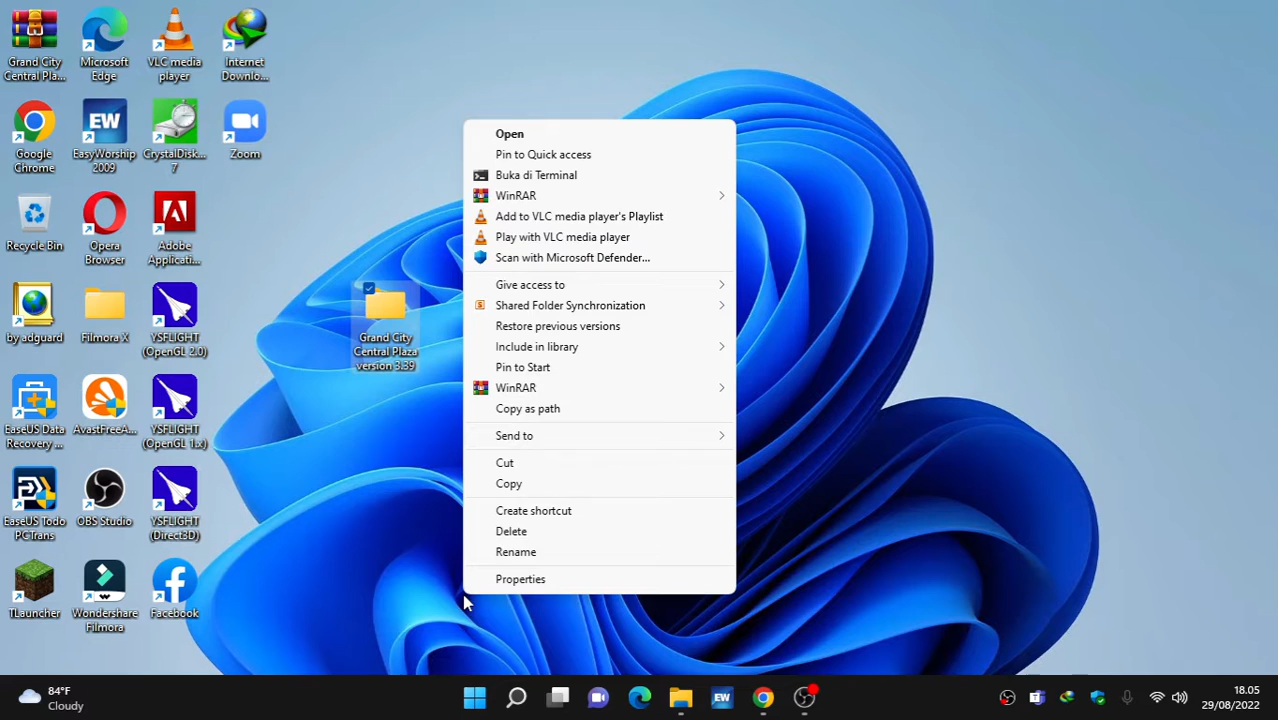 Grand City
Central Pla...
Microsoft
Edge
VLC media
player
Internet
Downlo...
Google
Chrome
EW
EasyWorship
2009
CrystalDisk...
7
Zoom
Recycle Bin
Opera
Browser
Adobe
Applicati...
by adguard
Filmora X
YSFLIGHT
(OpenGL 2.0)
EaseUS Data
Recovery ...
AvastFreeA...
YSFLIGHT
(OpenGL 1.x)
EaseUS Todo
PCTrans
OBS Studio
YSFLIGHT
(Direct3D)
TLauncher
Wondershare
Filmora
Facebook
Grand City
Central Plaza
version 3.39
Open
Pin to Quick access
Buka di Terminal
WinRAR
Add to VLC media player's Playlist
Play with VLC media player
Scan with Microsoft Defender...
Give access to
Shared Folder Synchronization
Restore previous versions
Include in library
Pin to Start
WinRAR
Copy as path
Send to
Cut
Copy
Create shortcut
Delete
Rename
Properties
84°F
Cloudy
EW
18.05
29/08/2022